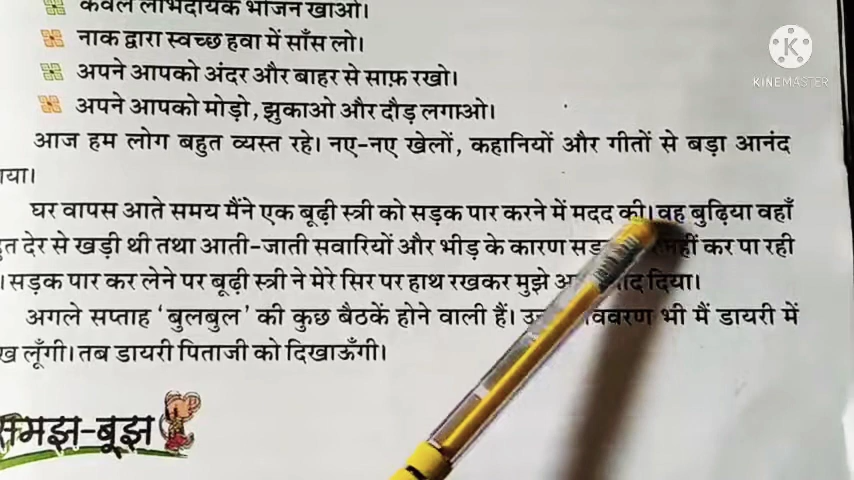 केवल लाभदायक भोजन खाओ।
नाक द्वारा स्वच्छ हवा में साँस लो।
अपने आपको अंदर और बाहर से साफ़ रखो।
अपने आपको मोड़ो, झुकाओ और दौड़ लगाओ।
आज हम लोग बहुत व्यस्त रहे। नए-नए खेलों, कहानियों और गीतों से बड़ा आनंद
घर वापस आते समय मैंने एक बूढ़ी स्त्री को सड़क पार करने में मदद की। वह बुढ़िया वहाँ
देर से खड़ी थी तथा आती-जाती सवारियों और भीड़ के कारण नहीं कर पा रही
। सड़क पार कर लेने पर बूढ़ी स्त्री ने मेरे सिर पर हाथ रखकर मुझे दिया।
अगले सप्ताह 'बुलबुल' की कुछ बैठकें होने वाली हैं। विवरण भी मैं डायरी में
लूँगी। तब डायरी पिताजी को दिखाऊँगी।
समझ-बूझ
K
KINEMASTER